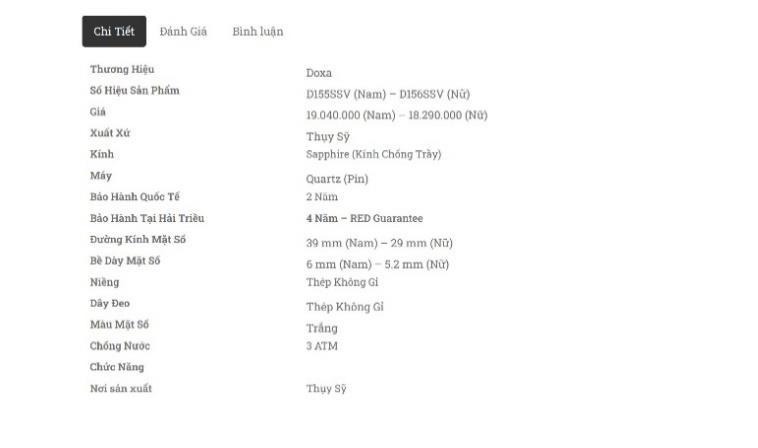 Chi Tiết Đánh Giá Bình luận
Thương Hiệu Doxa
Số Hiệu Sản Phẩm D155SSV (Nam) – D156SSV (Nữ)
Giá 19.040.000 (Nam) – 18.290.000 (Nữ)
Xuất Xứ Thụy Sỹ
Kính Sapphire (Kính Chống Trầy)
Máy Quartz (Pin)
Bảo Hành Quốc Tế 2 Năm
Bảo Hành Tại Hải Triều 4 Năm – RED Guarantee
Đường Kính Mặt Số 39 mm (Nam) – 29 mm (Nữ)
Bề Dày Mặt Số 6 mm (Nam) – 5.2 mm (Nữ)
Niềng Thép Không Gỉ
Dây Đeo Thép Không Gỉ
Màu Mặt Số Trắng
Chống Nước 3 ATM
Chức Năng
Nơi sản xuất Thụy Sỹ